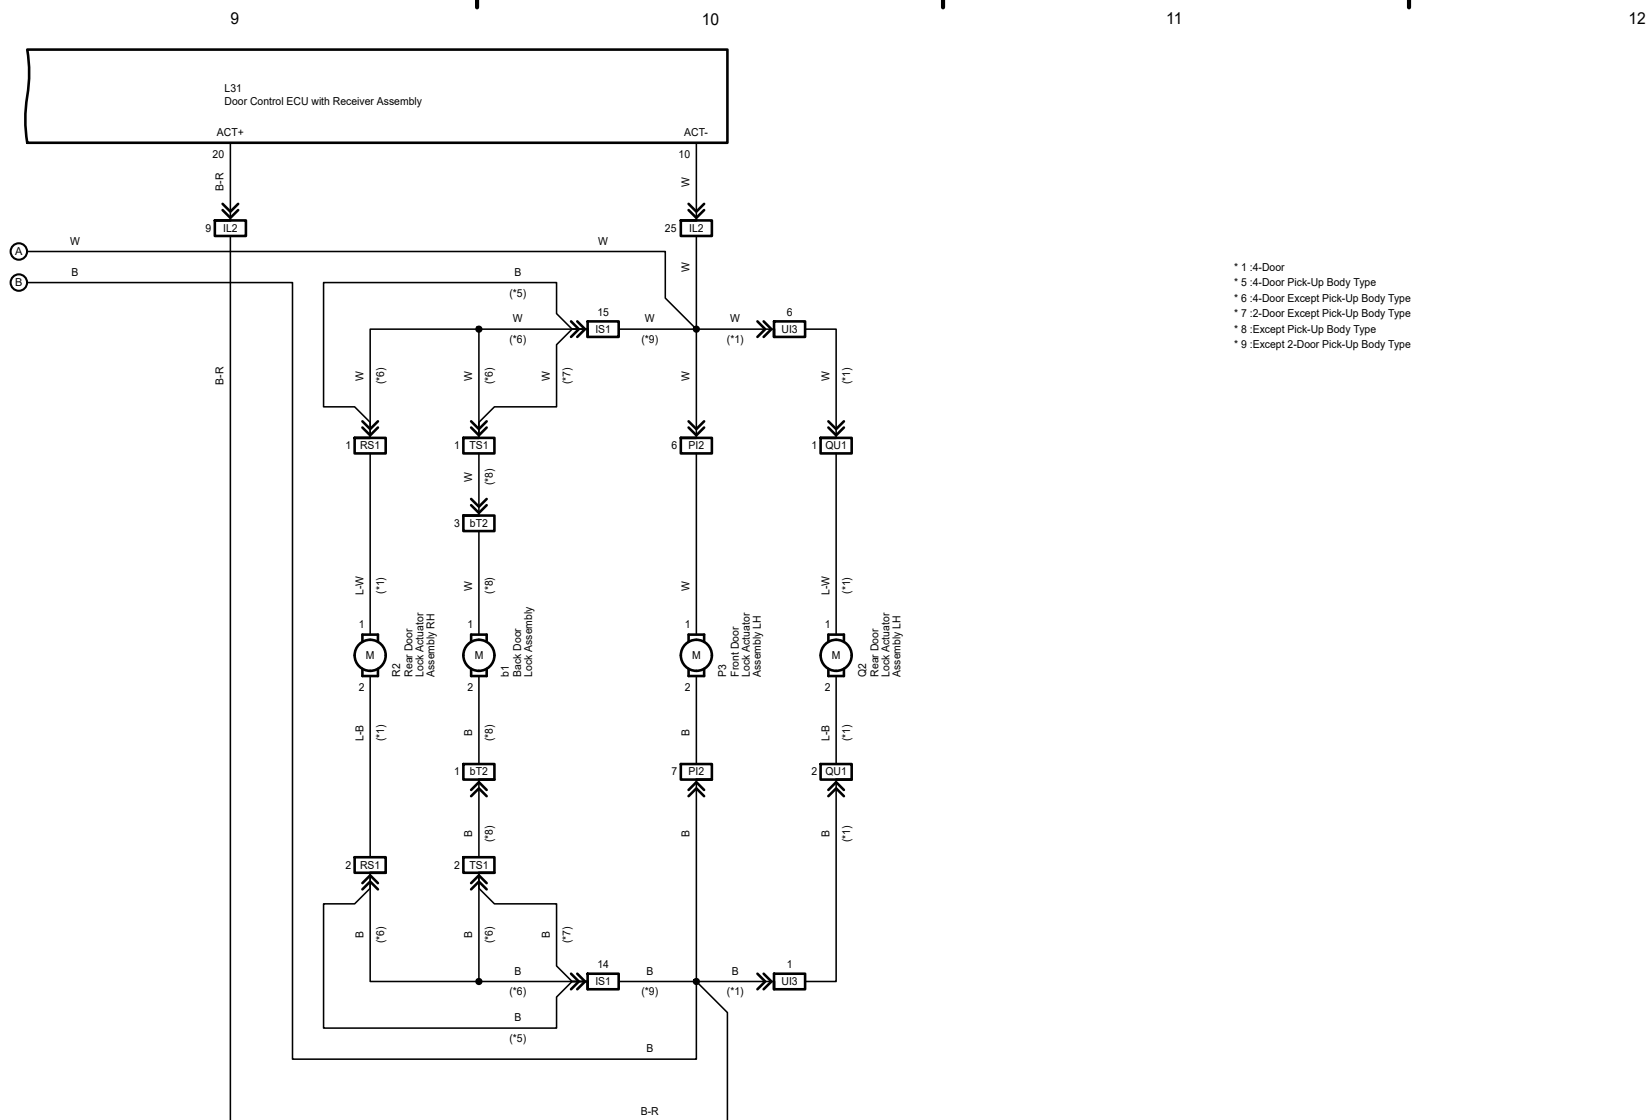 9 10 11 12
L31
Door Control ECU with Receiver Assembly
ACT+ ACT-
20 10
B-R W
9 IL2 25 IL2
A W W
W
B B B
(*5)
* 1 :4-Door
* 5 :4-Door Pick-Up Body Type
* 6 :4-Door Except Pick-Up Body Type
* 7 :2-Door Except Pick-Up Body Type
* 8 :Except Pick-Up Body Type
* 9 :Except 2-Door Pick-Up Body Type
15 6
W IS1 W W UI3
(*6) (*9) (*1)
B-R W (*6) W (*6) W (*7) W W (*1)
1 RS1 1 TS1 6 PI2 1 QU1
W (*8)
3 bT2
L-W (*1) W (*8) W L-W (*1)
1 1 1 1
M M M M
R2
Rear Door
Lock Actuator
Assembly RH
b1
Back Door
Lock Assembly
P3
Front Door
Lock Actuator
Assembly LH
Q2
Rear Door
Lock Actuator
Assembly LH
2 2 2 2
L-B (*1) B (*8) B L-B (*1)
1 bT2 7 PI2 2 QU1
B (*8) B B (*1)
2 RS1 2 TS1
B (*6) B (*6) B (*7)
14 1
B IS1 B B UI3
(*6) (*9) (*1)
B
(*5)
B
B-R